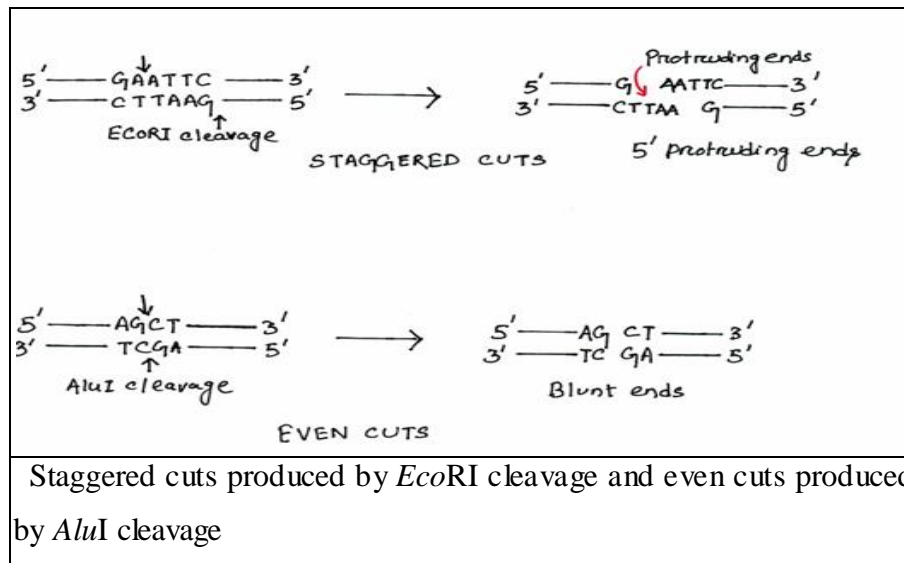 Protruding ends
5' GAATTC 3' 5' G AATTC 3'
3' CTTAAG 5' 3' CTTAA G 5'
EcoRI cleavage 5' Protruding ends
STAGGERED CUTS
5' AGCT 3' 5' AG CT 3'
3' TCGA 5' 3' TC GA 5'
AluI cleavage Blunt ends
EVEN CUTS
Staggered cuts produced by EcoRI cleavage and even cuts produced
by AluI cleavage